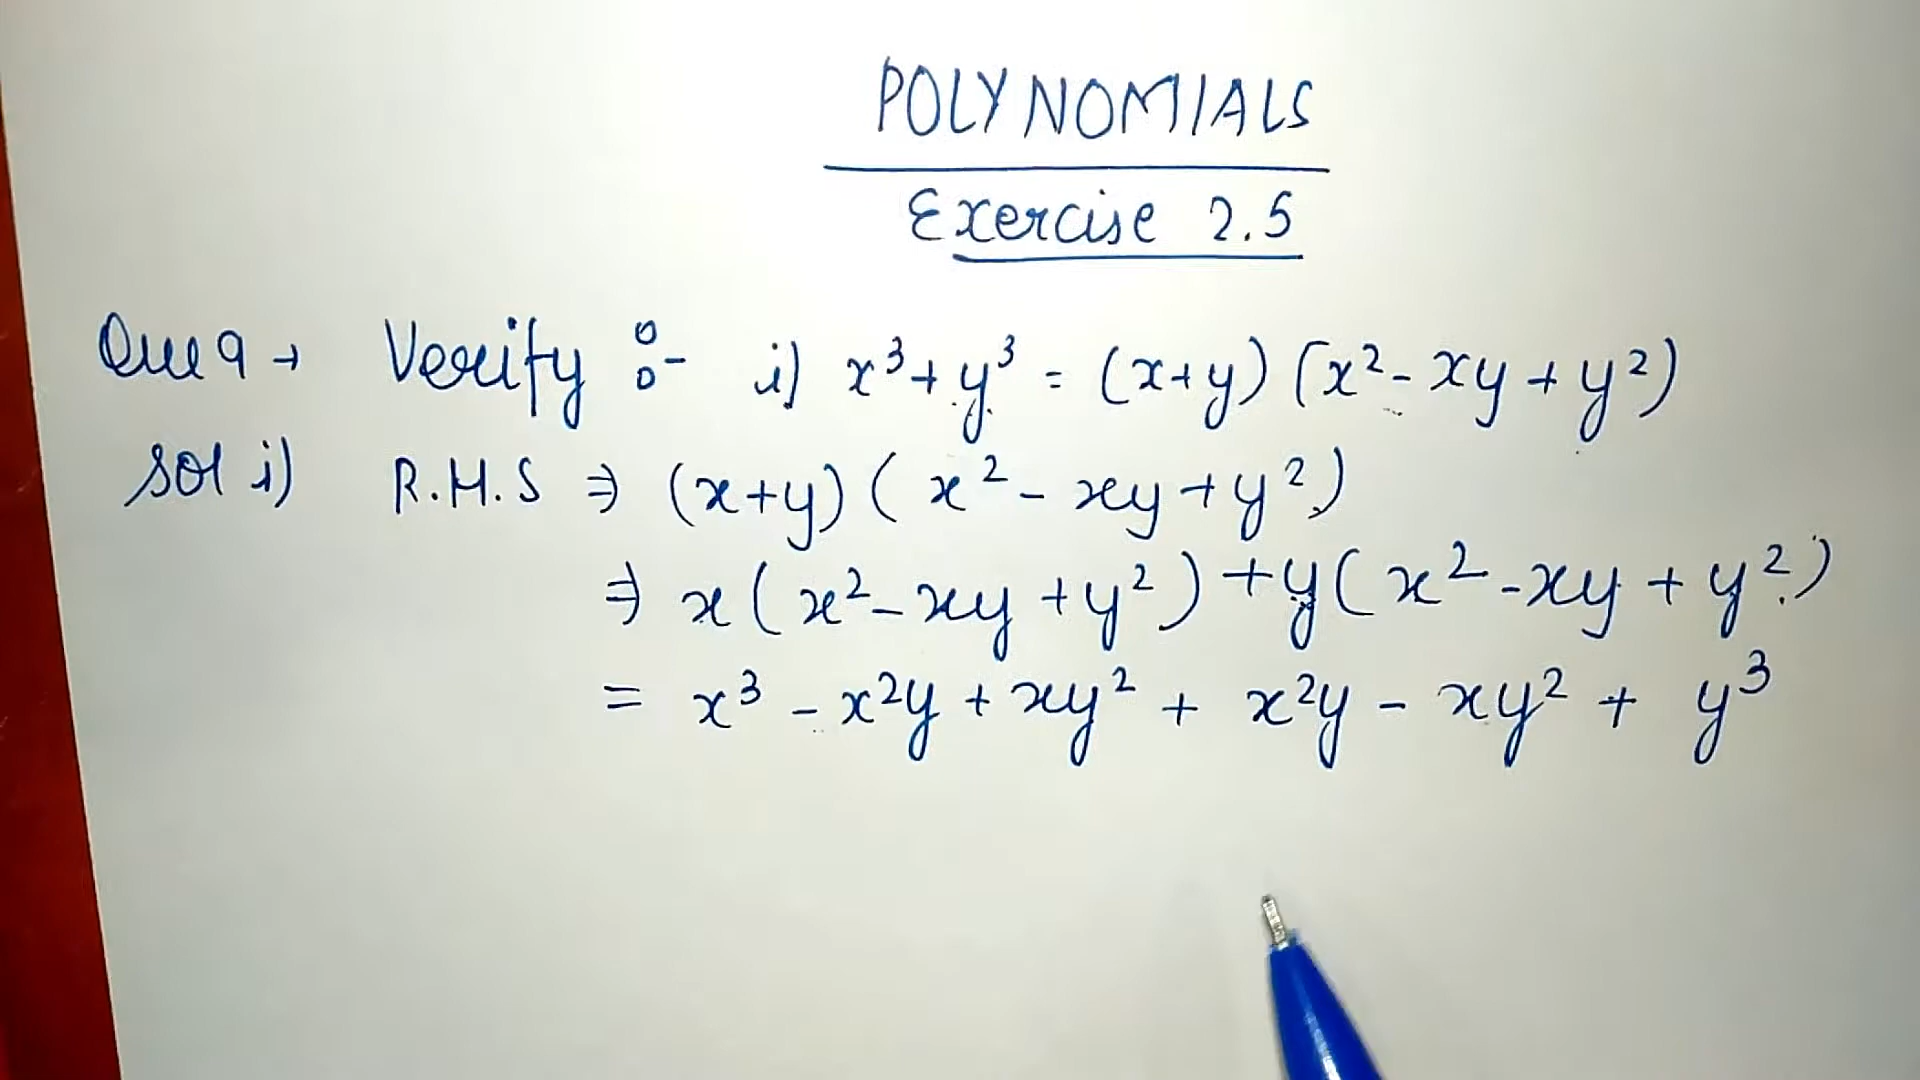 POLYNOMIALS
Exercise 2.5
Que 9 → Verify :- i) x³ + y³ = (x+y) (x² - xy + y²)
sol i) R.H.S ⇒ (x+y) ( x² - xy + y²)
⇒ x ( x² - xy + y² ) + y ( x² - xy + y² )
= x³ - x²y + xy² + x²y - xy² + y³